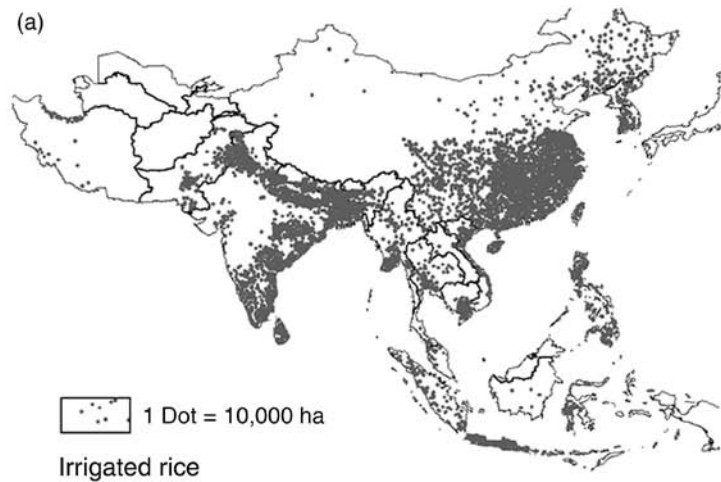 (a)
1 Dot = 10,000 ha
Irrigated rice